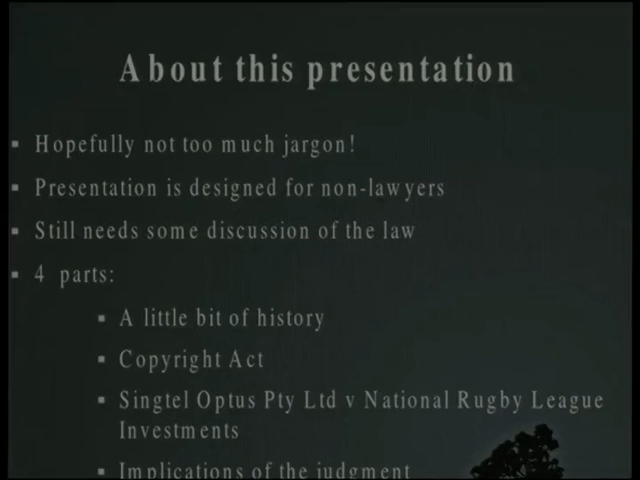 About this presentation
▪ Hopefully not too much jargon!
▪ Presentation is designed for non-lawyers
▪ Still needs some discussion of the law
▪ 4 parts:
▪ A little bit of history
▪ Copyright Act
▪ Singtel Optus Pty Ltd v National Rugby League
Investments
▪ Implications of the judgment